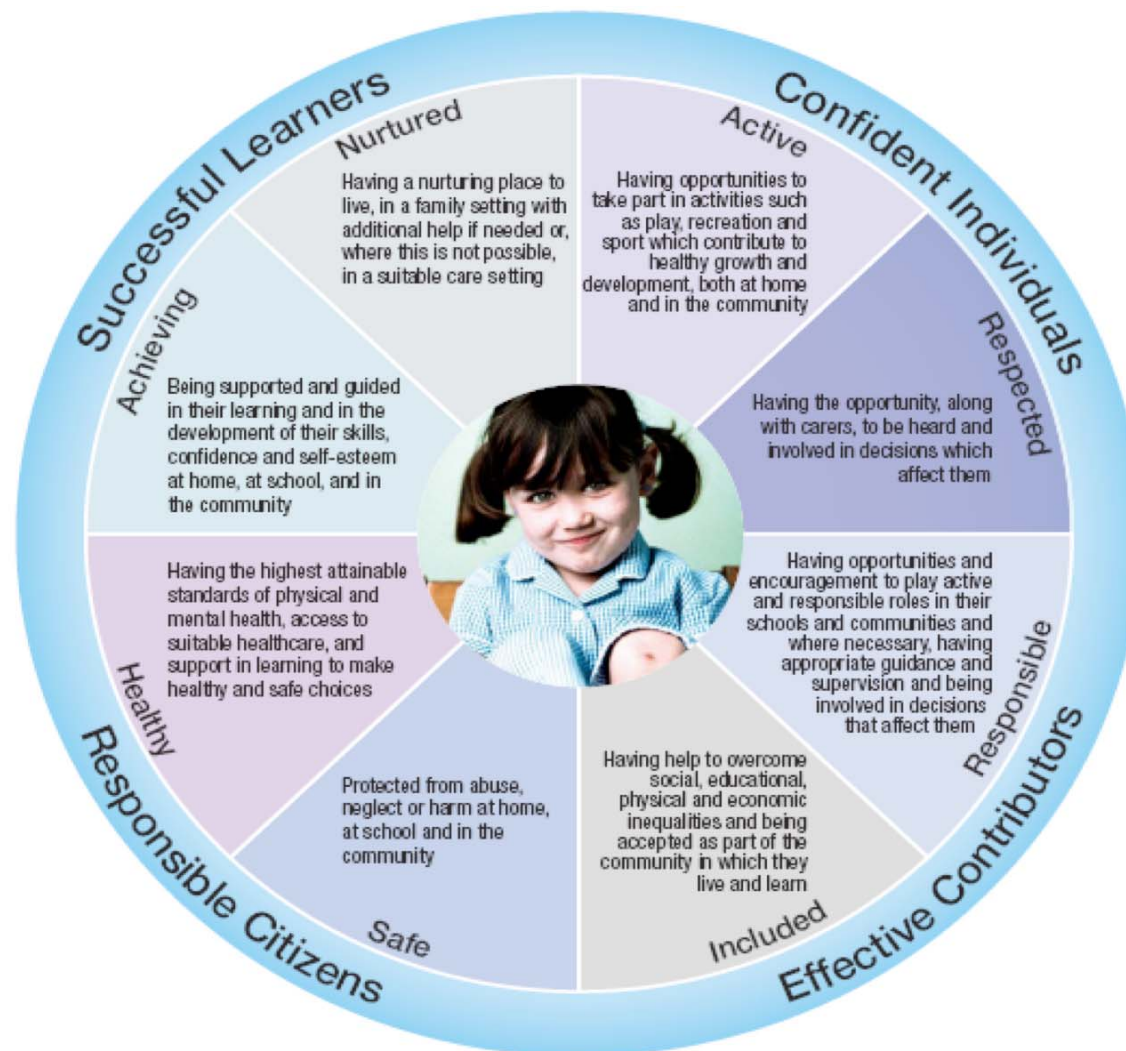 Successful Learners
Confident Individuals
Nurtured
Having a nurturing place to
live, in a family setting with
additional help if needed or,
where this is not possible,
in a suitable care setting
Active
Having opportunities to
take part in activities such
as play, recreation and
sport which contribute to
healthy growth and
development, both at home
and in the community
Achieving
Being supported and guided
in their learning and in the
development of their skills,
confidence and self-esteem
at home, at school, and in
the community
Respected
Having the opportunity, along
with carers, to be heard and
involved in decisions which
affect them
Healthy
Having the highest attainable
standards of physical and
mental health, access to
suitable healthcare, and
support in learning to make
healthy and safe choices
Responsible
Having opportunities and
encouragement to play active
and responsible roles in their
schools and communities and
where necessary, having
appropriate guidance and
supervision and being
involved in decisions
that affect them
Safe
Protected from abuse,
neglect or harm at home,
at school and in the
community
Included
Having help to overcome
social, educational,
physical and economic
inequalities and being
accepted as part of the
community in which they
live and learn
Responsible Citizens
Effective Contributors